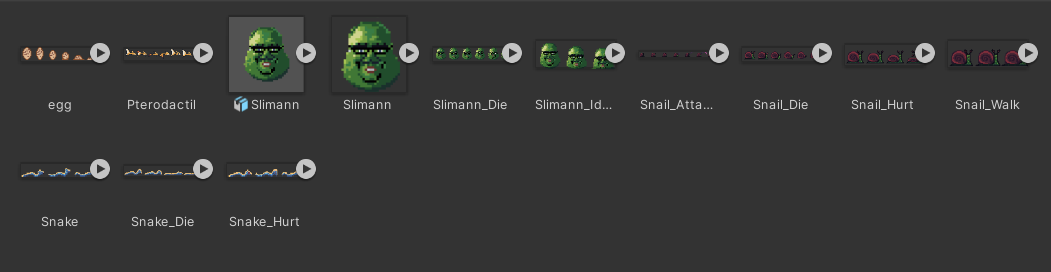 egg
Pterodactil
Slimann
Slimann
Slimann_Die
Slimann_Id...
Snail_Atta...
Snail_Die
Snail_Hurt
Snail_Walk
Snake
Snake_Die
Snake_Hurt